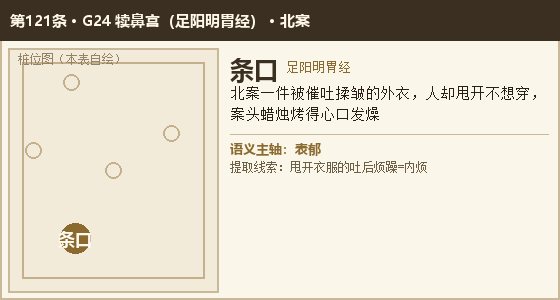 第121条·G24 犊鼻宫（足阳明胃经）·北案
桩位图（本表自绘）
条口 足阳明胃经
北案一件被催吐揉皱的外衣，人却甩开不想穿，
案头蜡烛烤得心口发燥
语义主轴：表郁
提取线索：甩开衣服的吐后烦躁=内烦
条口